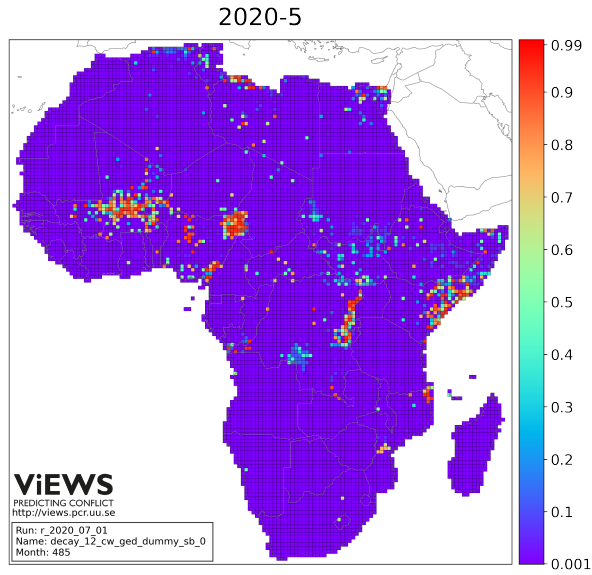 2020-5
0.99
0.9
0.8
0.7
0.6
0.5
0.4
0.3
0.2
0.1
0.001
ViEWS
PREDICTING CONFLICT
http://views.pcr.uu.se
Run: r_2020_07_01
Name: decay_12_cw_ged_dummy_sb_0
Month: 485